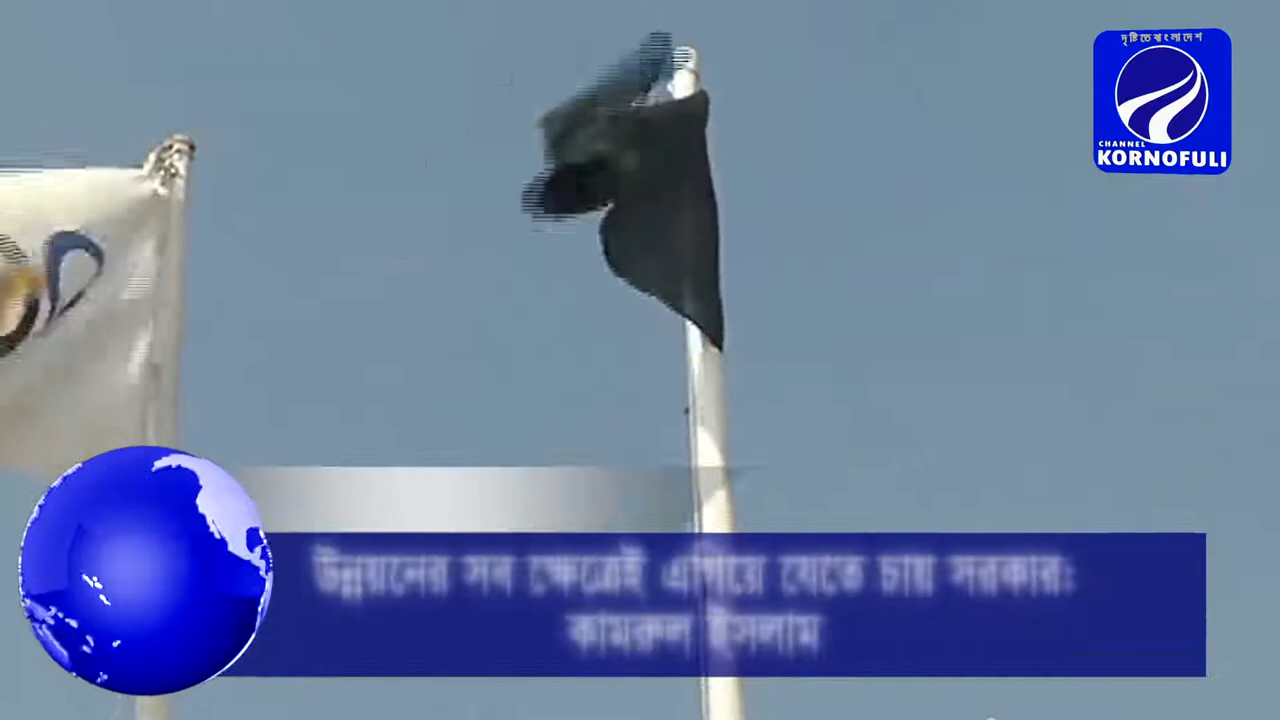 দৃষ্টিতে বাংলাদেশ
CHANNEL
KORNOFULI
উন্নয়নের সব ক্ষেত্রেই এগিয়ে যেতে চায় সরকার:
কামরুল ইসলাম